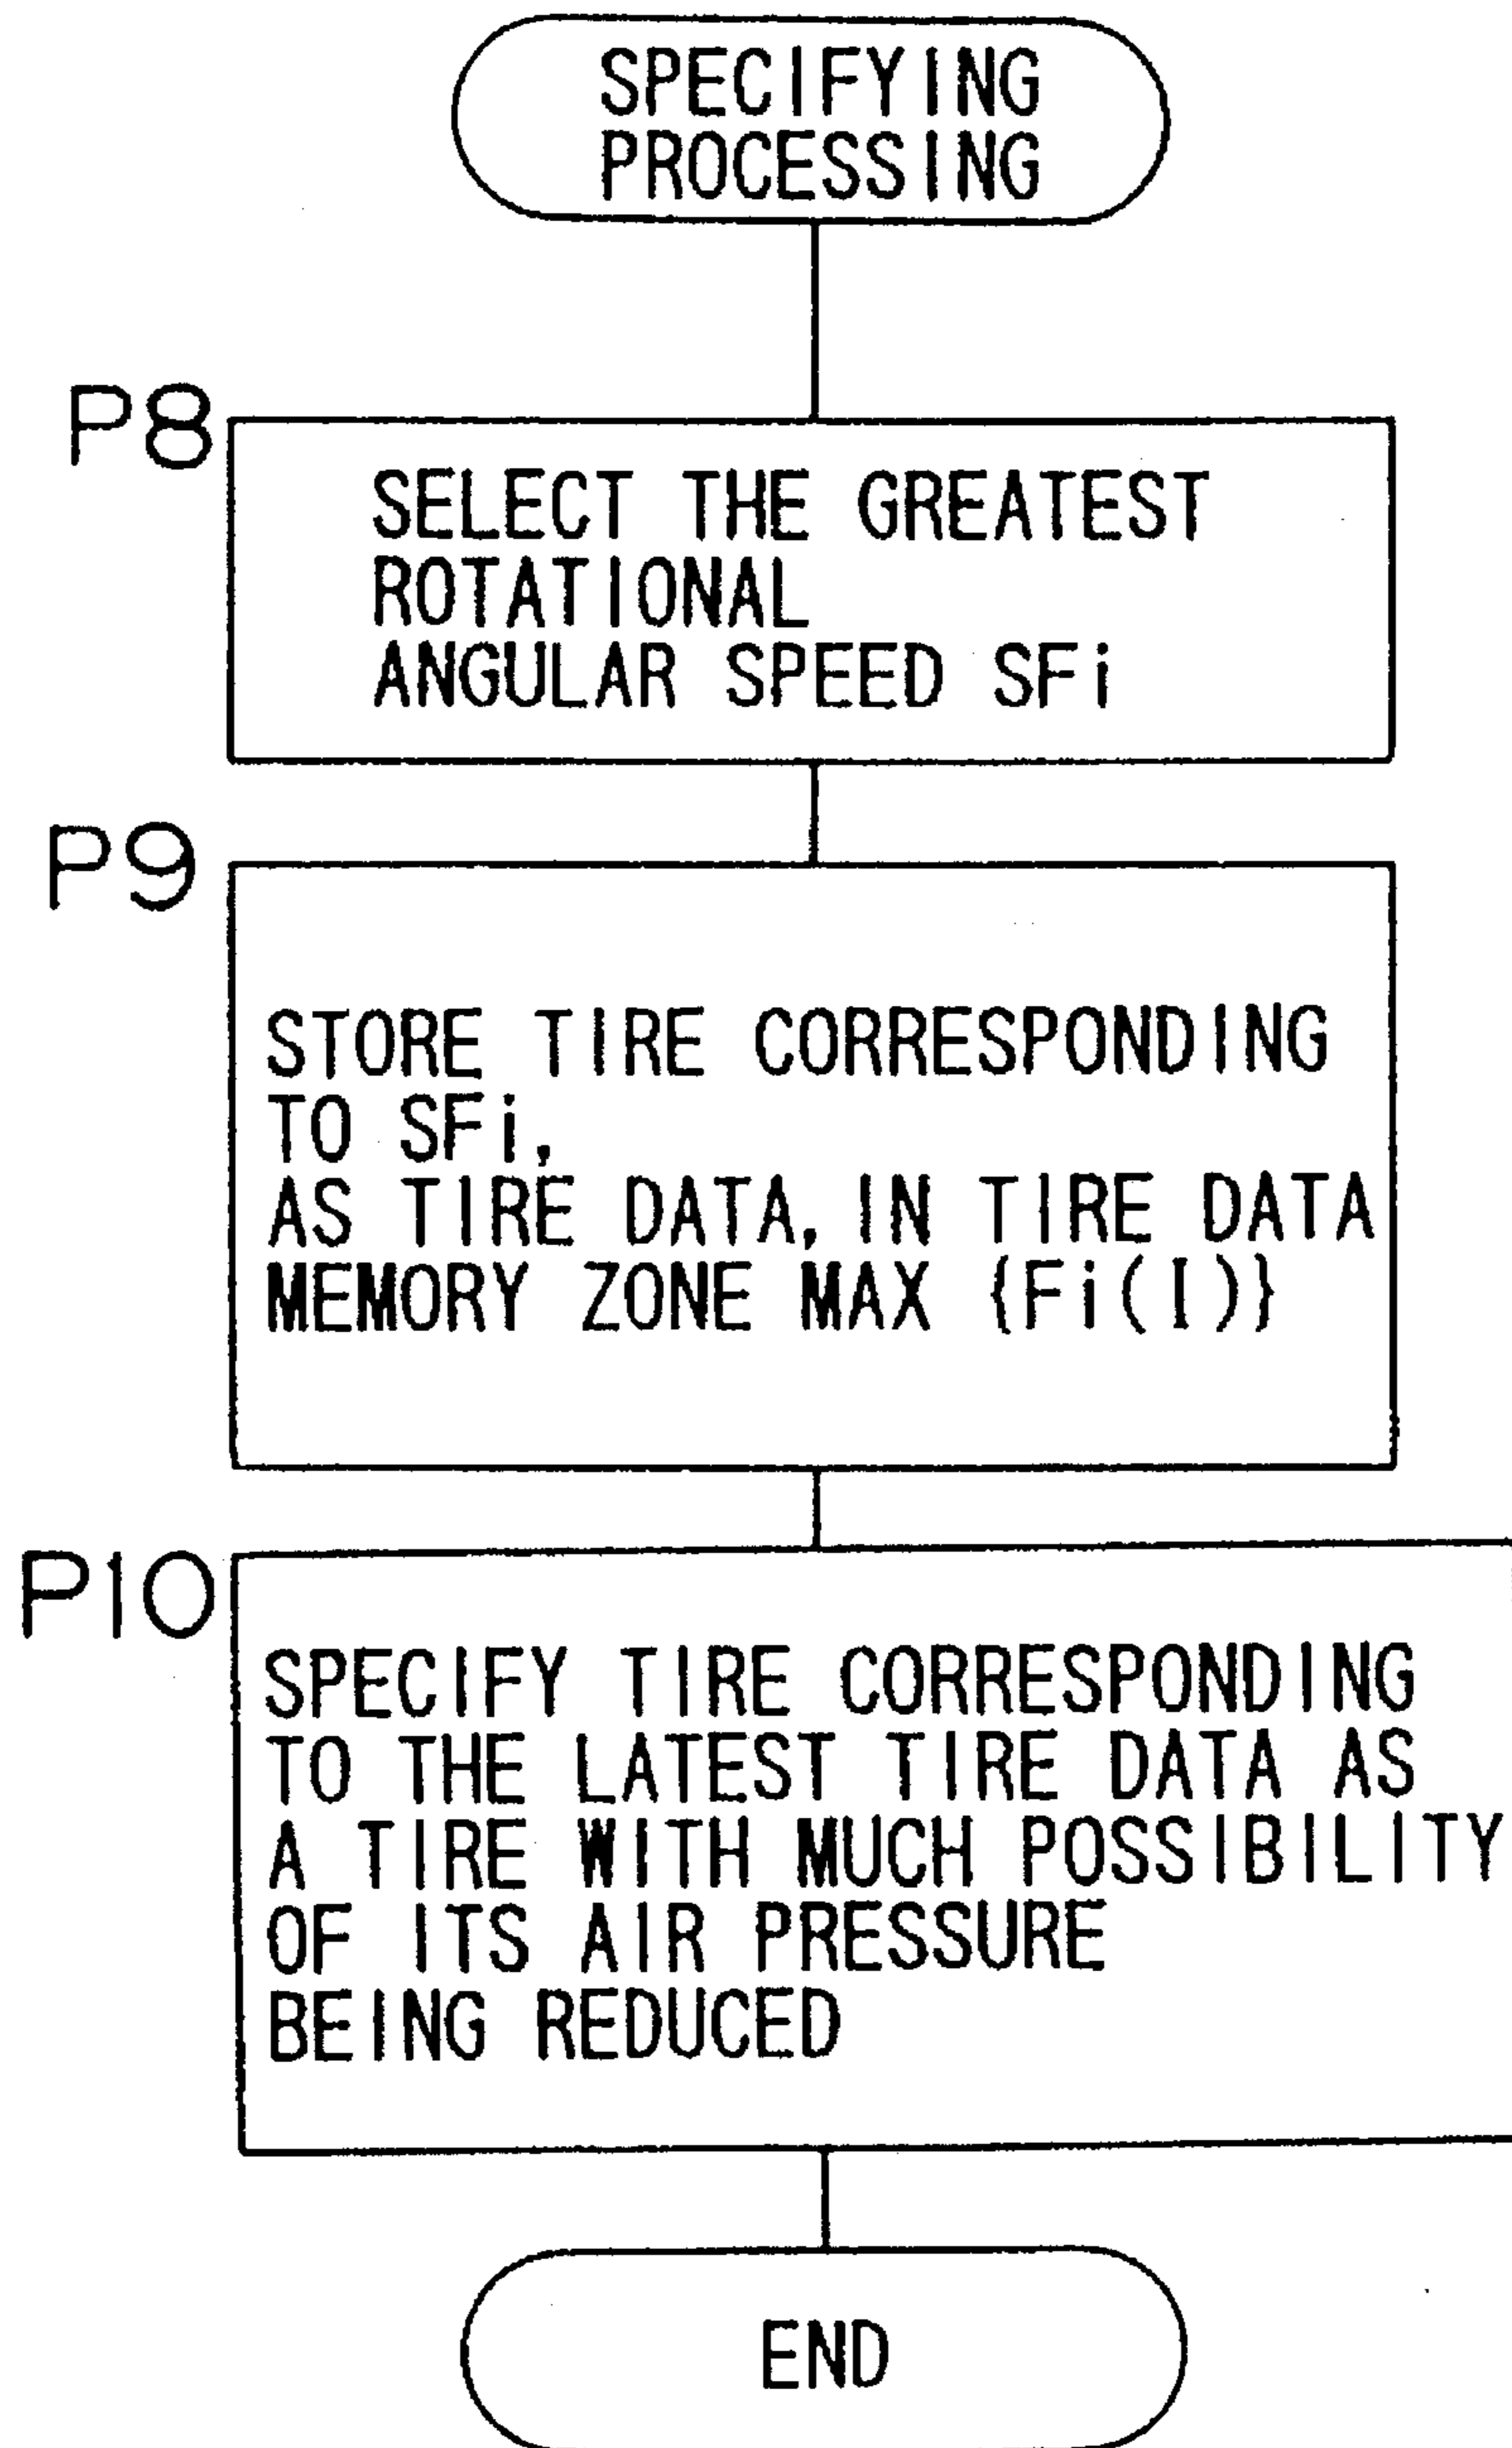 SPECIFYING
PROCESSING
P8
SELECT THE GREATEST
ROTATIONAL
ANGULAR SPEED SFi
P9
STORE TIRE CORRESPONDING
TO SFi,
AS TIRE DATA, IN TIRE DATA
MEMORY ZONE MAX {Fi(I)}
P10
SPECIFY TIRE CORRESPONDING
TO THE LATEST TIRE DATA AS
A TIRE WITH MUCH POSSIBILITY
OF ITS AIR PRESSURE
BEING REDUCED
END